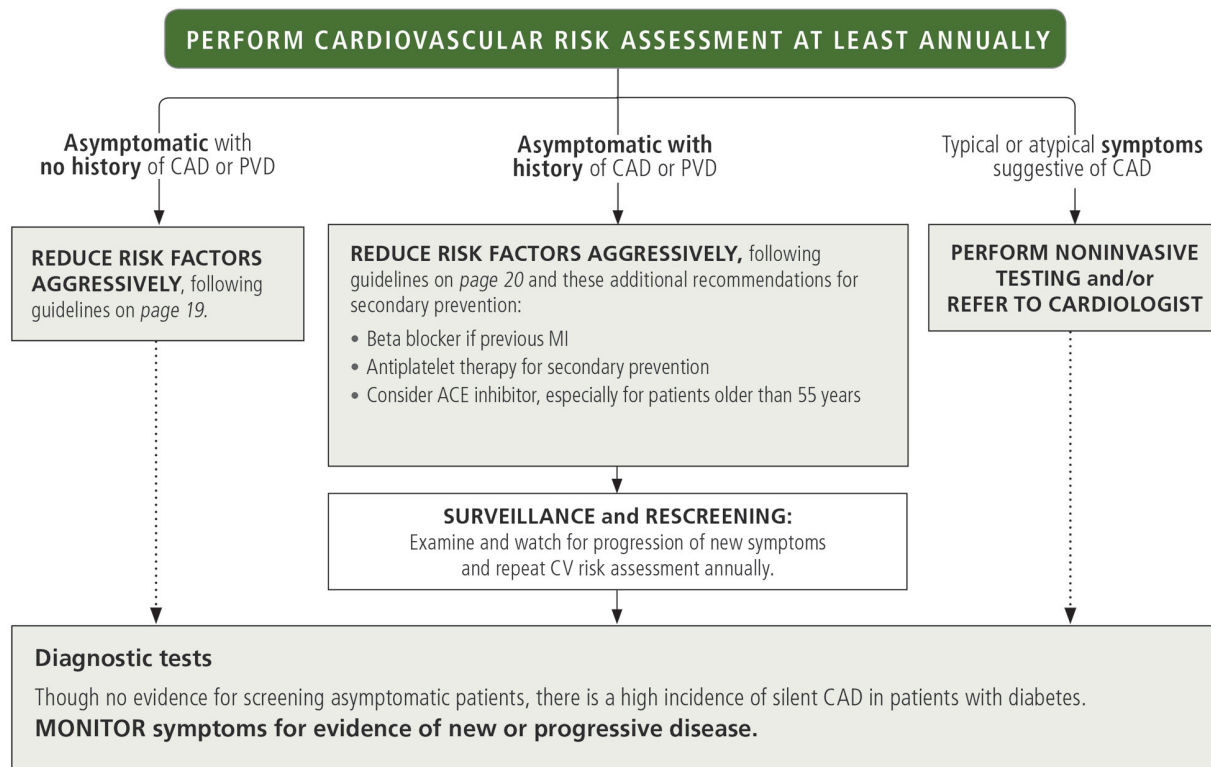 PERFORM CARDIOVASCULAR RISK ASSESSMENT AT LEAST ANNUALLY
Asymptomatic with
no history of CAD or PVD
REDUCE RISK FACTORS
AGGRESSIVELY, following
guidelines on page 19.
Asymptomatic with
history of CAD or PVD
REDUCE RISK FACTORS AGGRESSIVELY, following
guidelines on page 20 and these additional recommendations for
secondary prevention:
• Beta blocker if previous MI
• Antiplatelet therapy for secondary prevention
• Consider ACE inhibitor, especially for patients older than 55 years
SURVEILLANCE and RESCREENING:
Examine and watch for progression of new symptoms
and repeat CV risk assessment annually.
Typical or atypical symptoms
suggestive of CAD
PERFORM NONINVASIVE
TESTING and/or
REFER TO CARDIOLOGIST
Diagnostic tests
Though no evidence for screening asymptomatic patients, there is a high incidence of silent CAD in patients with diabetes.
MONITOR symptoms for evidence of new or progressive disease.